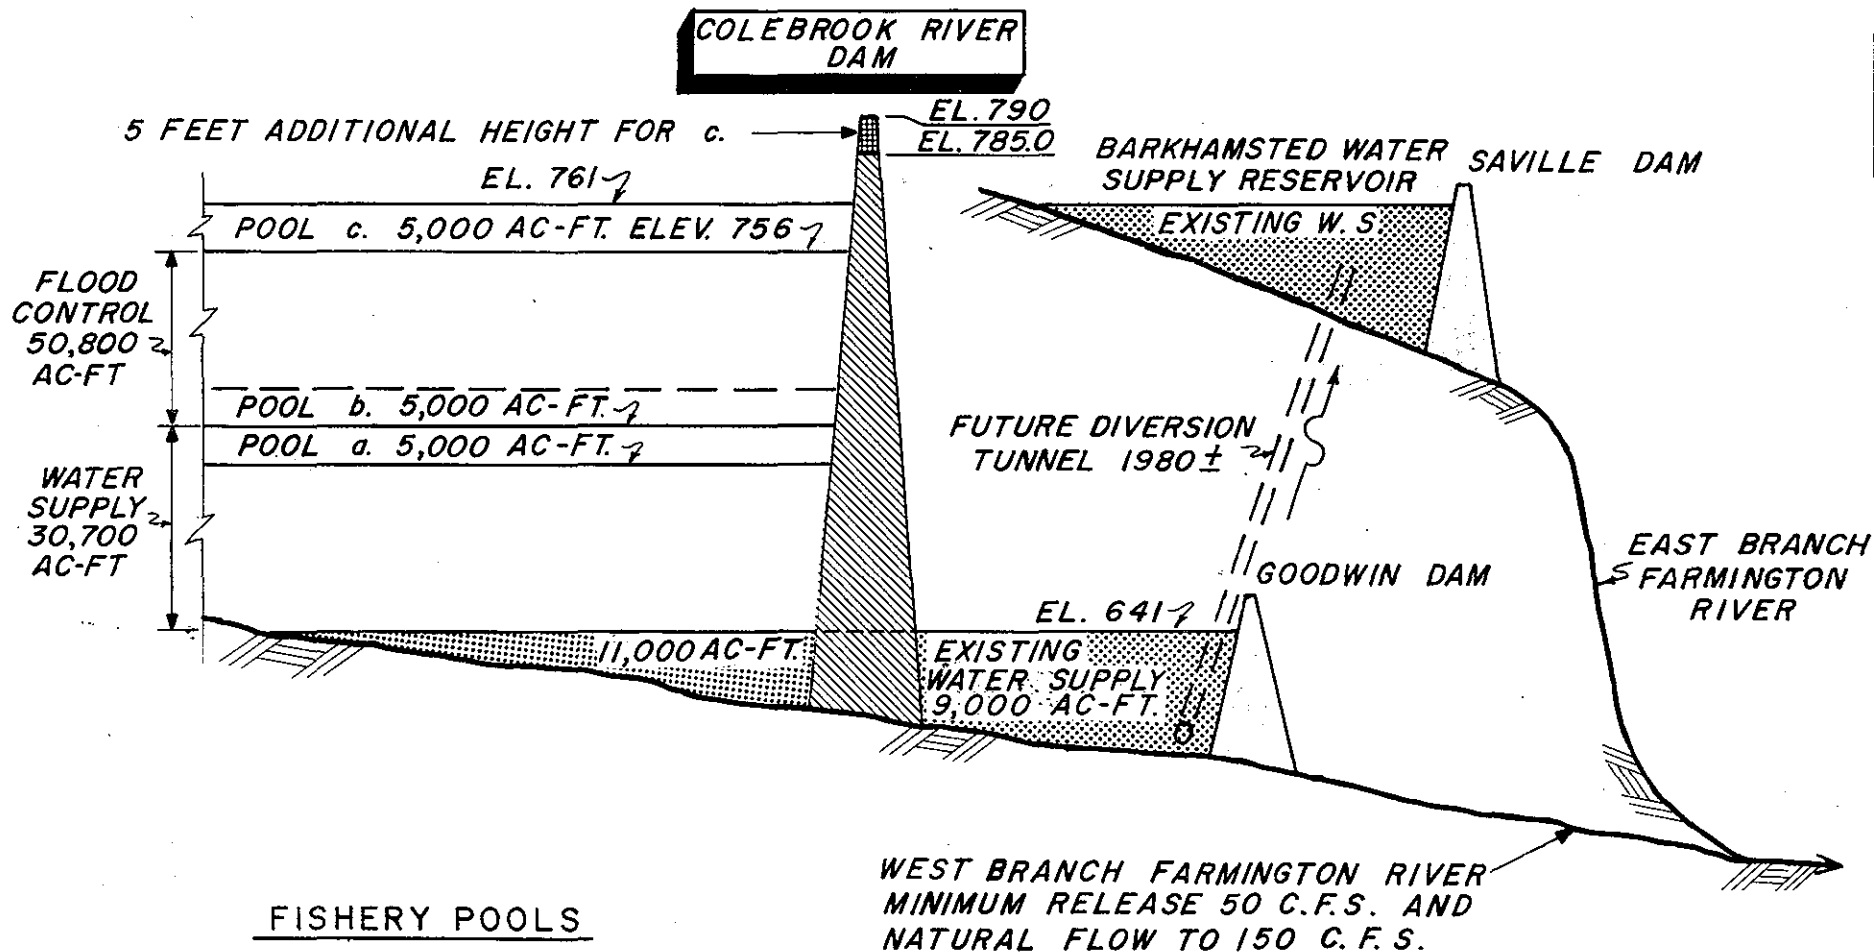 COLEBROOK RIVER
DAM
5 FEET ADDITIONAL HEIGHT FOR c.
EL. 790
EL. 785.0
EL. 761
POOL c. 5,000 AC-FT. ELEV. 756
FLOOD
CONTROL
50,800
AC-FT
POOL b. 5,000 AC-FT.
POOL a. 5,000 AC-FT.
WATER
SUPPLY
30,700
AC-FT
BARKHAMSTED WATER
SUPPLY RESERVOIR
SAVILLE DAM
EXISTING W. S.
FUTURE DIVERSION
TUNNEL 1980 ±
GOODWIN DAM
EL. 641
11,000 AC-FT.
EXISTING
WATER SUPPLY
9,000 AC-FT.
EAST BRANCH
FARMINGTON
RIVER
WEST BRANCH FARMINGTON RIVER
MINIMUM RELEASE 50 C.F.S. AND
NATURAL FLOW TO 150 C.F.S.
FISHERY POOLS